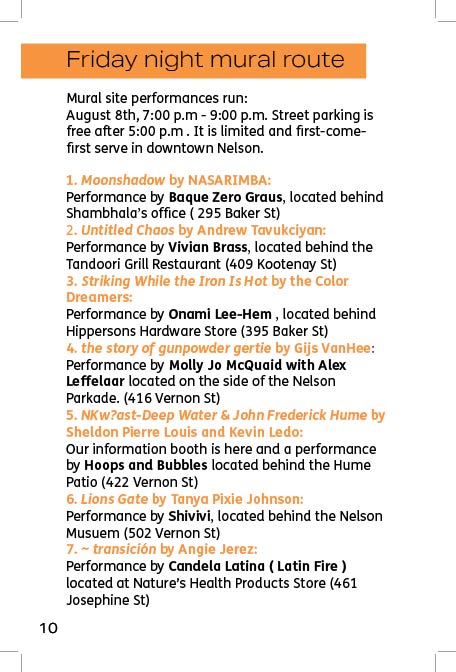 Friday night mural route
Mural site performances run:
August 8th, 7:00 p.m - 9:00 p.m. Street parking is
free after 5:00 p.m . It is limited and first-come-
first serve in downtown Nelson.
1. Moonshadow by NASARIMBA:
Performance by Baque Zero Graus, located behind
Shambhala's office ( 295 Baker St)
2. Untitled Chaos by Andrew Tavukciyan:
Performance by Vivian Brass, located behind the
Tandoori Grill Restaurant (409 Kootenay St)
3. Striking While the Iron Is Hot by the Color
Dreamers:
Performance by Onami Lee-Hem , located behind
Hippersons Hardware Store (395 Baker St)
4. the story of gunpowder gertie by Gijs VanHee:
Performance by Molly Jo McQuaid with Alex
Leffelaar located on the side of the Nelson
Parkade. (416 Vernon St)
5. NKw?ast-Deep Water & John Frederick Hume by
Sheldon Pierre Louis and Kevin Ledo:
Our information booth is here and a performance
by Hoops and Bubbles located behind the Hume
Patio (422 Vernon St)
6. Lions Gate by Tanya Pixie Johnson:
Performance by Shivivi, located behind the Nelson
Musuem (502 Vernon St)
7. ~ transición by Angie Jerez:
Performance by Candela Latina ( Latin Fire )
located at Nature's Health Products Store (461
Josephine St)
10